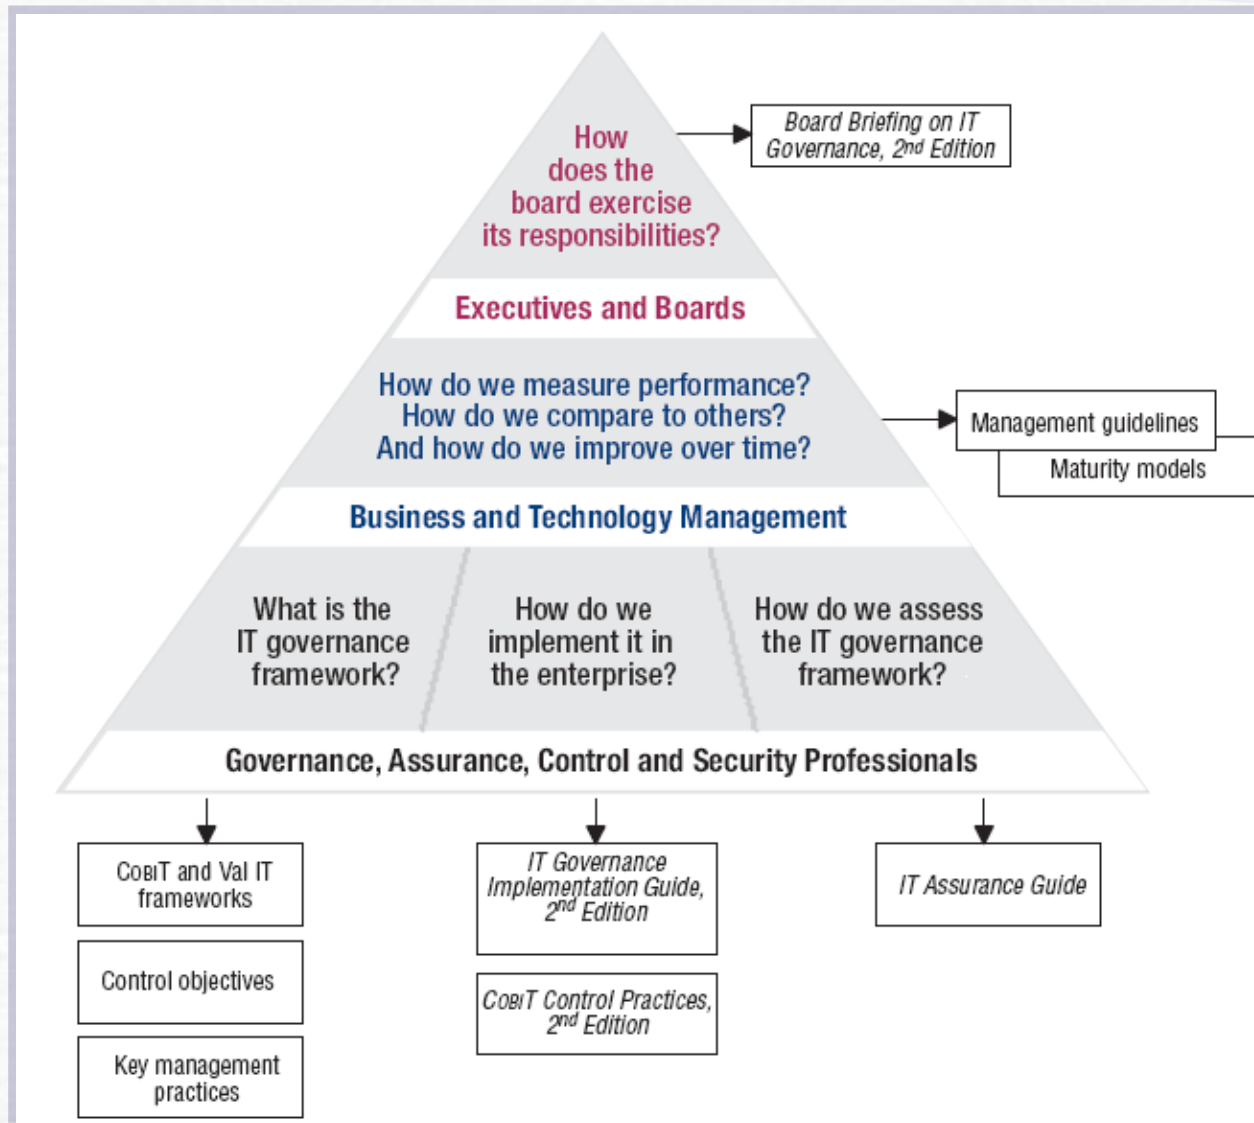 How
does the
board exercise
its responsibilities?
Board Briefing on IT
Governance, 2nd Edition
Executives and Boards
How do we measure performance?
How do we compare to others?
And how do we improve over time?
Management guidelines
Maturity models
Business and Technology Management
What is the
IT governance
framework?
How do we
implement it in
the enterprise?
How do we assess
the IT governance
framework?
Governance, Assurance, Control and Security Professionals
COBIT and Val IT
frameworks
Control objectives
Key management
practices
IT Governance
Implementation Guide,
2nd Edition
COBIT Control Practices,
2nd Edition
IT Assurance Guide